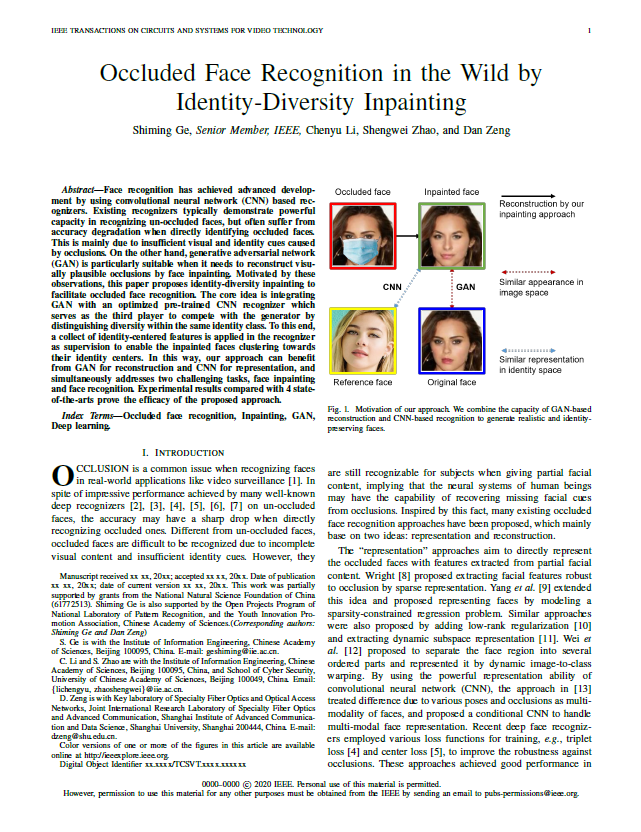 IEEE TRANSACTIONS ON CIRCUITS AND SYSTEMS FOR VIDEO TECHNOLOGY
1
Occluded Face Recognition in the Wild by
Identity-Diversity Inpainting
Shiming Ge, Senior Member, IEEE, Chenyu Li, Shengwei Zhao, and Dan Zeng
Abstract—Face recognition has achieved advanced develop-
ment by using convolutional neural network (CNN) based rec-
ognizers. Existing recognizers typically demonstrate powerful
capacity in recognizing un-occluded faces, but often suffer from
accuracy degradation when directly identifying occluded faces.
This is mainly due to insufficient visual and identity cues caused
by occlusions. On the other hand, generative adversarial network
(GAN) is particularly suitable when it needs to reconstruct visu-
ally plausible occlusions by face inpainting. Motivated by these
observations, this paper proposes identity-diversity inpainting to
facilitate occluded face recognition. The core idea is integrating
GAN with an optimized pre-trained CNN recognizer which
serves as the third player to compete with the generator by
distinguishing diversity within the same identity class. To this end,
a collect of identity-centered features is applied in the recognizer
as supervision to enable the inpainted faces clustering towards
their identity centers. In this way, our approach can benefit
from GAN for reconstruction and CNN for representation, and
simultaneously addresses two challenging tasks, face inpainting
and face recognition. Experimental results compared with 4 state-
of-the-arts prove the efficacy of the proposed approach.
Index Terms—Occluded face recognition, Inpainting, GAN,
Deep learning.
I. INTRODUCTION
OCCLUSION is a common issue when recognizing faces
in real-world applications like video surveillance [1]. In
spite of impressive performance achieved by many well-known
deep recognizers [2], [3], [4], [5], [6], [7] on un-occluded
faces, the accuracy may have a sharp drop when directly
recognizing occluded ones. Different from un-occluded faces,
occluded faces are difficult to be recognized due to incomplete
visual content and insufficient identity cues. However, they
Manuscript received xx xx, 20xx; accepted xx xx, 20xx. Date of publication
xx xx, 20xx; date of current version xx xx, 20xx. This work was partially
supported by grants from the National Natural Science Foundation of China
(61772513). Shiming Ge is also supported by the Open Projects Program of
National Laboratory of Pattern Recognition, and the Youth Innovation Pro-
motion Association, Chinese Academy of Sciences.(Corresponding authors:
Shiming Ge and Dan Zeng)
S. Ge is with the Institute of Information Engineering, Chinese Academy
of Sciences, Beijing 100095, China. E-mail: geshiming@iie.ac.cn.
C. Li and S. Zhao are with the Institute of Information Engineering, Chinese
Academy of Sciences, Beijing 100095, China, and School of Cyber Security,
University of Chinese Academy of Sciences, Beijing 100049, China. Email:
{lichengyu, zhaoshengwei}@iie.ac.cn.
D. Zeng is with Key laboratory of Specialty Fiber Optics and Optical Access
Networks, Joint International Research Laboratory of Specialty Fiber Optics
and Advanced Communication, Shanghai Institute of Advanced Communica-
tion and Data Science, Shanghai University, Shanghai 200444, China. E-mail:
dzeng@shu.edu.cn.
Color versions of one or more of the figures in this article are available
online at http://ieeexplore.ieee.org.
Digital Object Identifier xx.xxxx/TCSVT.xxxx.xxxxxx
Occluded face
Inpainted face
Reconstruction by our
inpainting approach
CNN
GAN
Similar appearance in
image space
Similar representation
in identity space
Reference face
Original face
Fig. 1. Motivation of our approach. We combine the capacity of GAN-based
reconstruction and CNN-based recognition to generate realistic and identity-
preserving faces.
are still recognizable for subjects when giving partial facial
content, implying that the neural systems of human beings
may have the capability of recovering missing facial cues
from occlusions. Inspired by this fact, many existing occluded
face recognition approaches have been proposed, which mainly
base on two ideas: representation and reconstruction.
The “representation” approaches aim to directly represent
the occluded faces with features extracted from partial facial
content. Wright [8] proposed extracting facial features robust
to occlusion by sparse representation. Yang et al. [9] extended
this idea and proposed representing faces by modeling a
sparsity-constrained regression problem. Similar approaches
were also proposed by adding low-rank regularization [10]
and extracting dynamic subspace representation [11]. Wei et
al. [12] proposed to separate the face region into several
ordered parts and represented it by dynamic image-to-class
warping. By using the powerful representation ability of
convolutional neural network (CNN), the approach in [13]
treated difference due to various poses and occlusions as multi-
modality of faces, and proposed a conditional CNN to handle
multi-modal face representation. Recent deep face recogniz-
ers employed various loss functions for training, e.g., triplet
loss [4] and center loss [5], to improve the robustness against
occlusions. These approaches achieved good performance in
0000–0000 © 2020 IEEE. Personal use of this material is permitted.
However, permission to use this material for any other purposes must be obtained from the IEEE by sending an email to pubs-permissions@ieee.org.